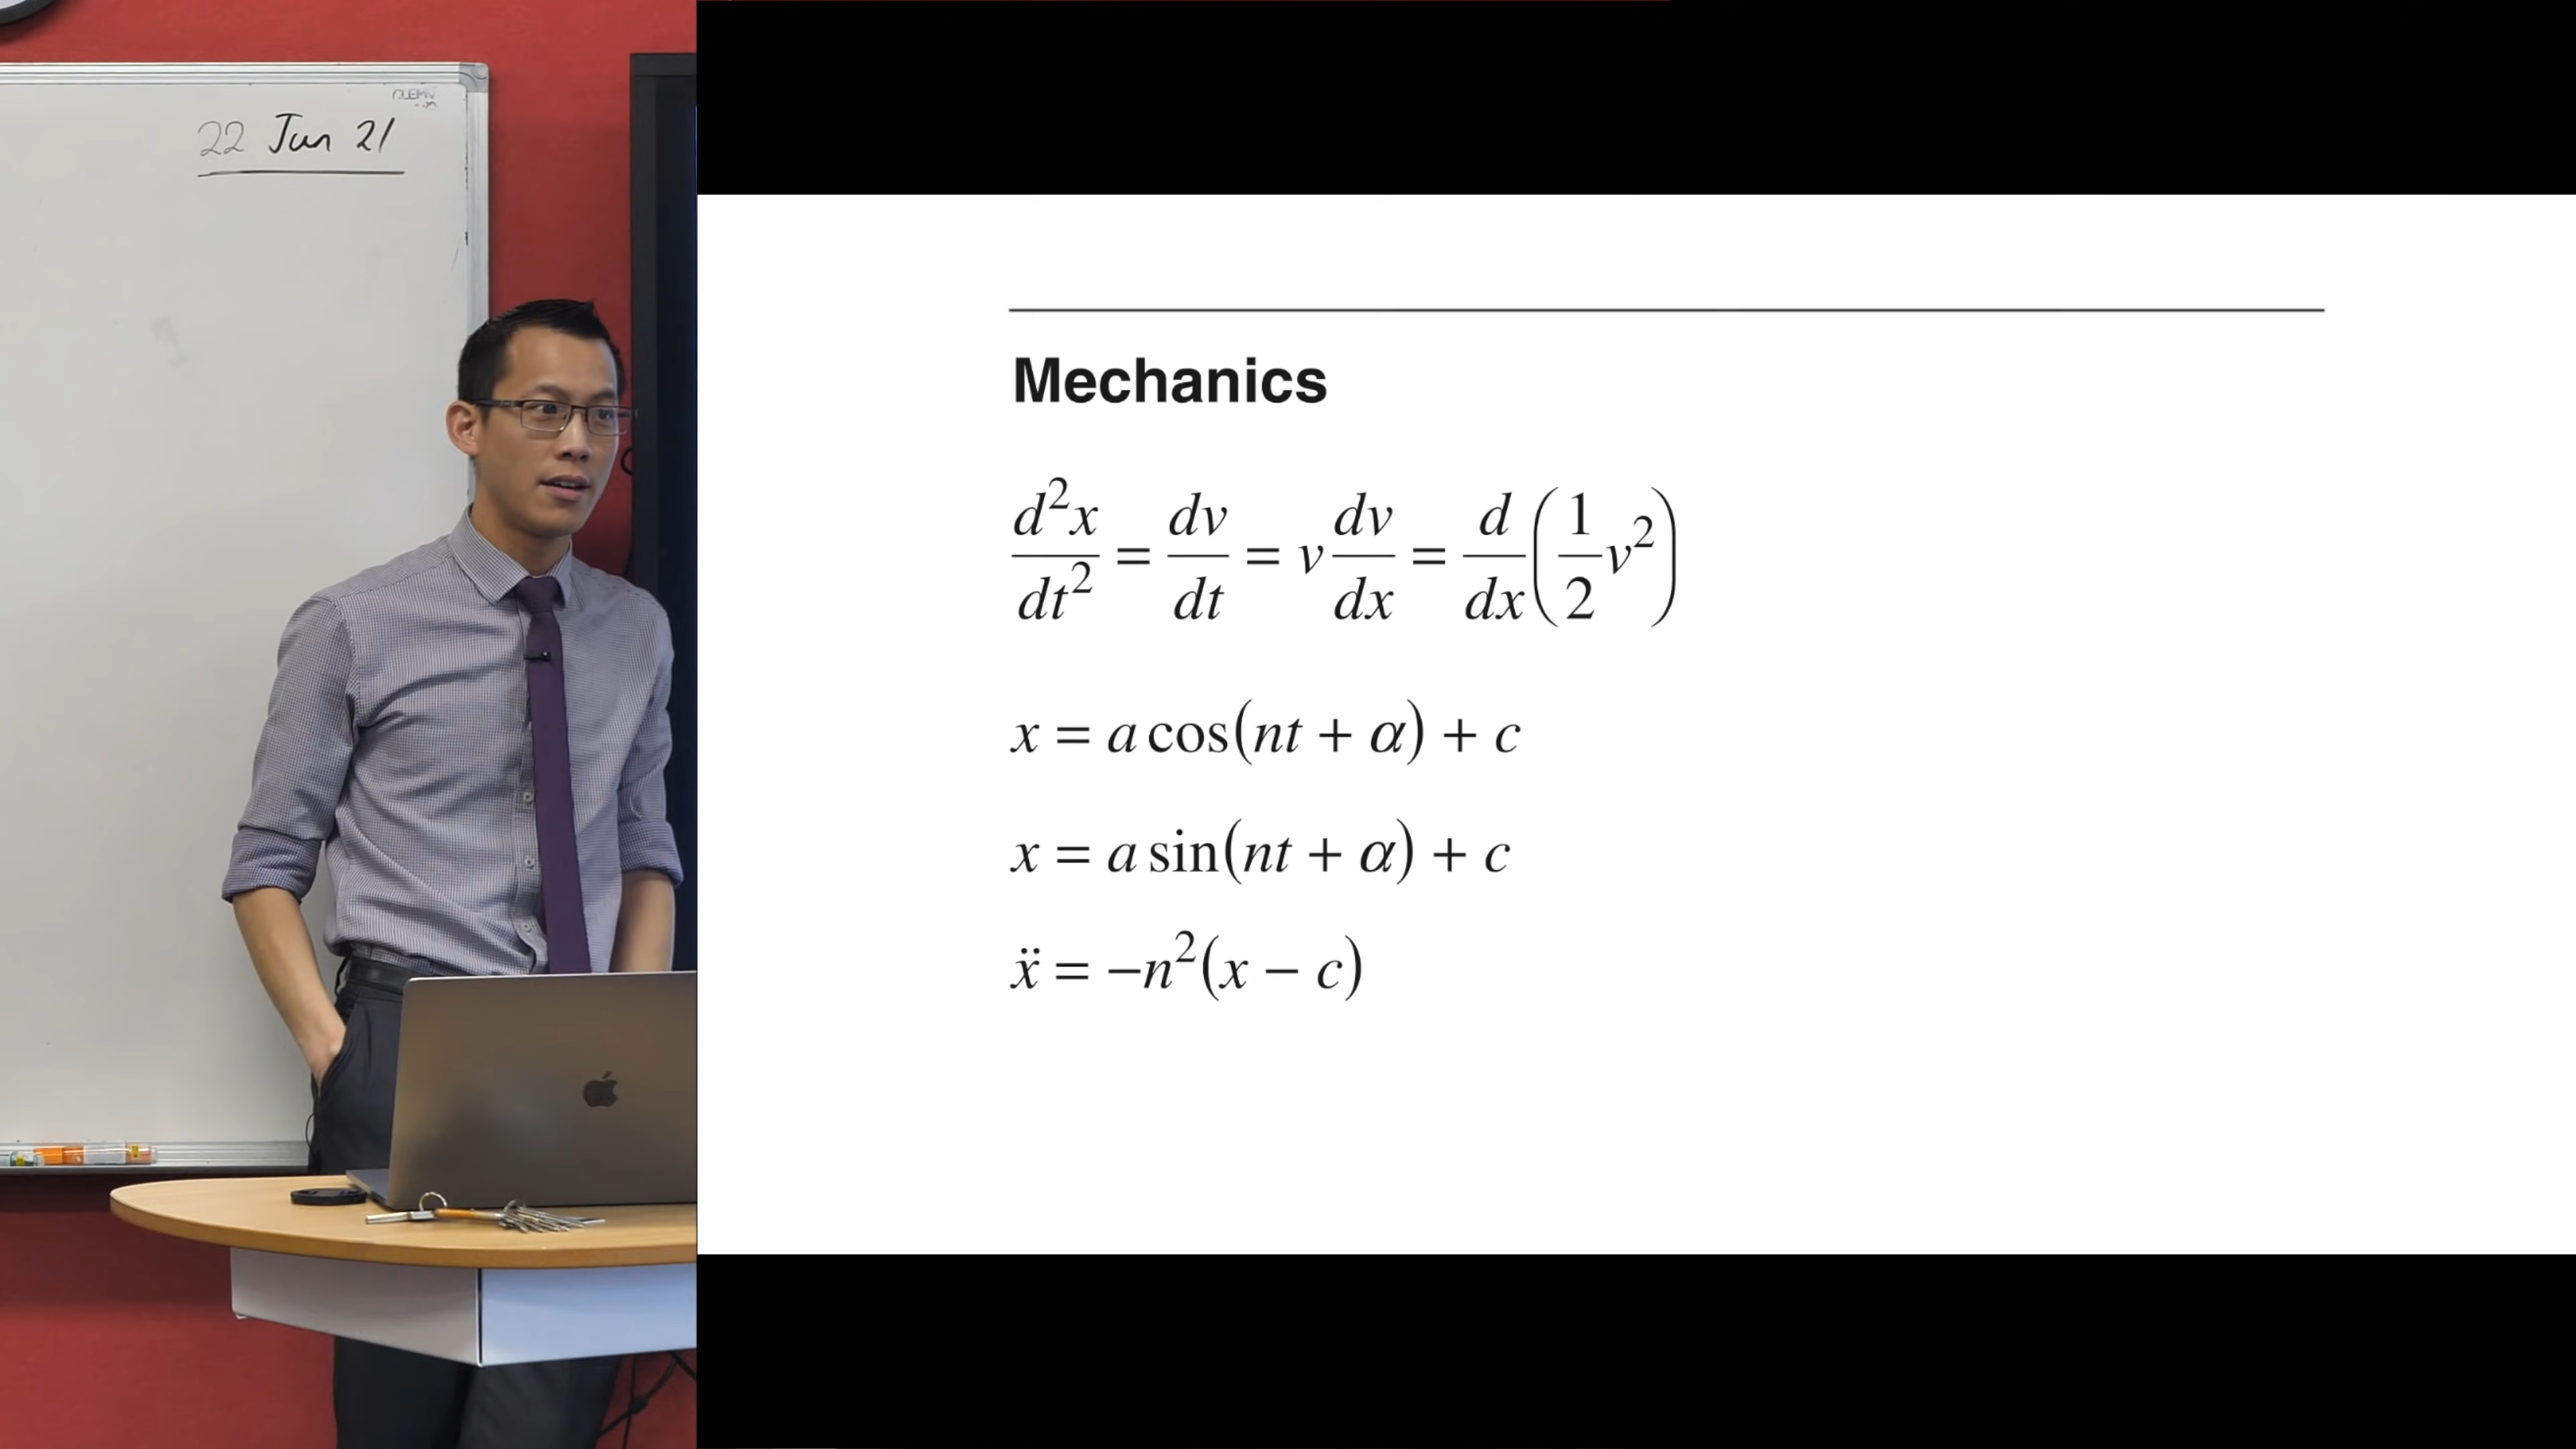 22 Jun 21
Mechanics
d²x/dt² = dv/dt = v dv/dx = d/dx(1/2 v²)
x = a cos(nt + α) + c
x = a sin(nt + α) + c
ẍ = −n²(x − c)